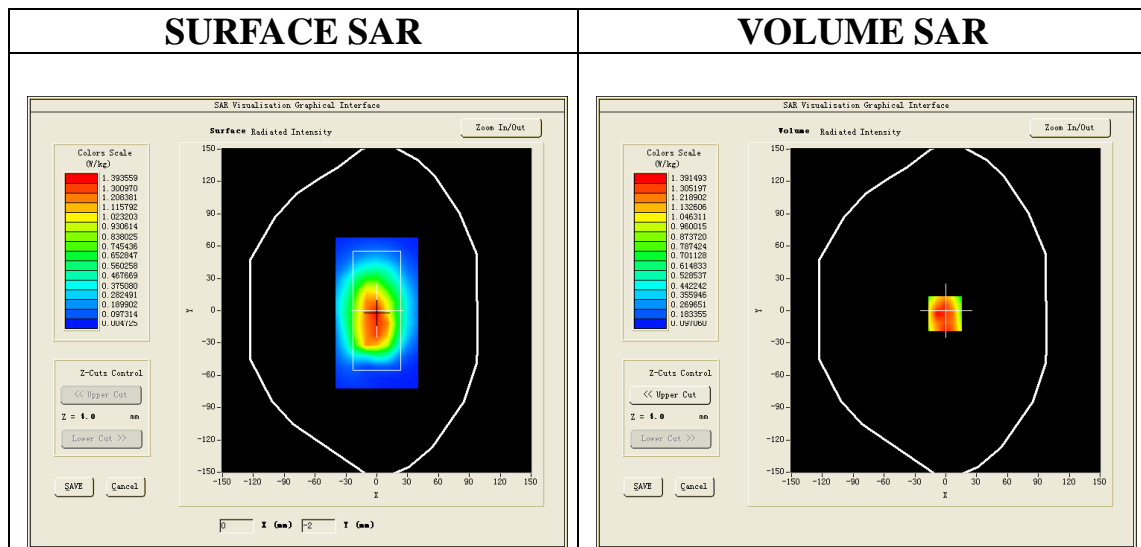 SURFACE SAR
VOLUME SAR
SAR Visualisation Graphical Interface
Surface Radiated Intensity
Zoom In/Out
Colors Scale
(W/kg)
1.393559
1.300970
1.208381
1.115792
1.023203
0.930614
0.838025
0.745436
0.652847
0.560258
0.467669
0.375080
0.282491
0.189902
0.097314
0.004725
Z-Cuts Control
<< Upper Cut
Z = 4.0 mm
Lower Cut >>
SAVE
Cancel
150
120
90
60
30
0
-30
-60
-90
-120
-150
Y
-150 -120 -90 -60 -30 0 30 60 90 120 150
X
0 X (mm) -2 Y (mm)
SAR Visualisation Graphical Interface
Volume Radiated Intensity
Zoom In/Out
Colors Scale
(W/kg)
1.391493
1.305197
1.218902
1.132606
1.046311
0.960015
0.873720
0.787424
0.701128
0.614833
0.528537
0.442242
0.355946
0.269651
0.183355
0.097060
Z-Cuts Control
<< Upper Cut
Z = 4.0 mm
Lower Cut >>
SAVE
Cancel
150
120
90
60
30
0
-30
-60
-90
-120
-150
Y
-150 -120 -90 -60 -30 0 30 60 90 120 150
X